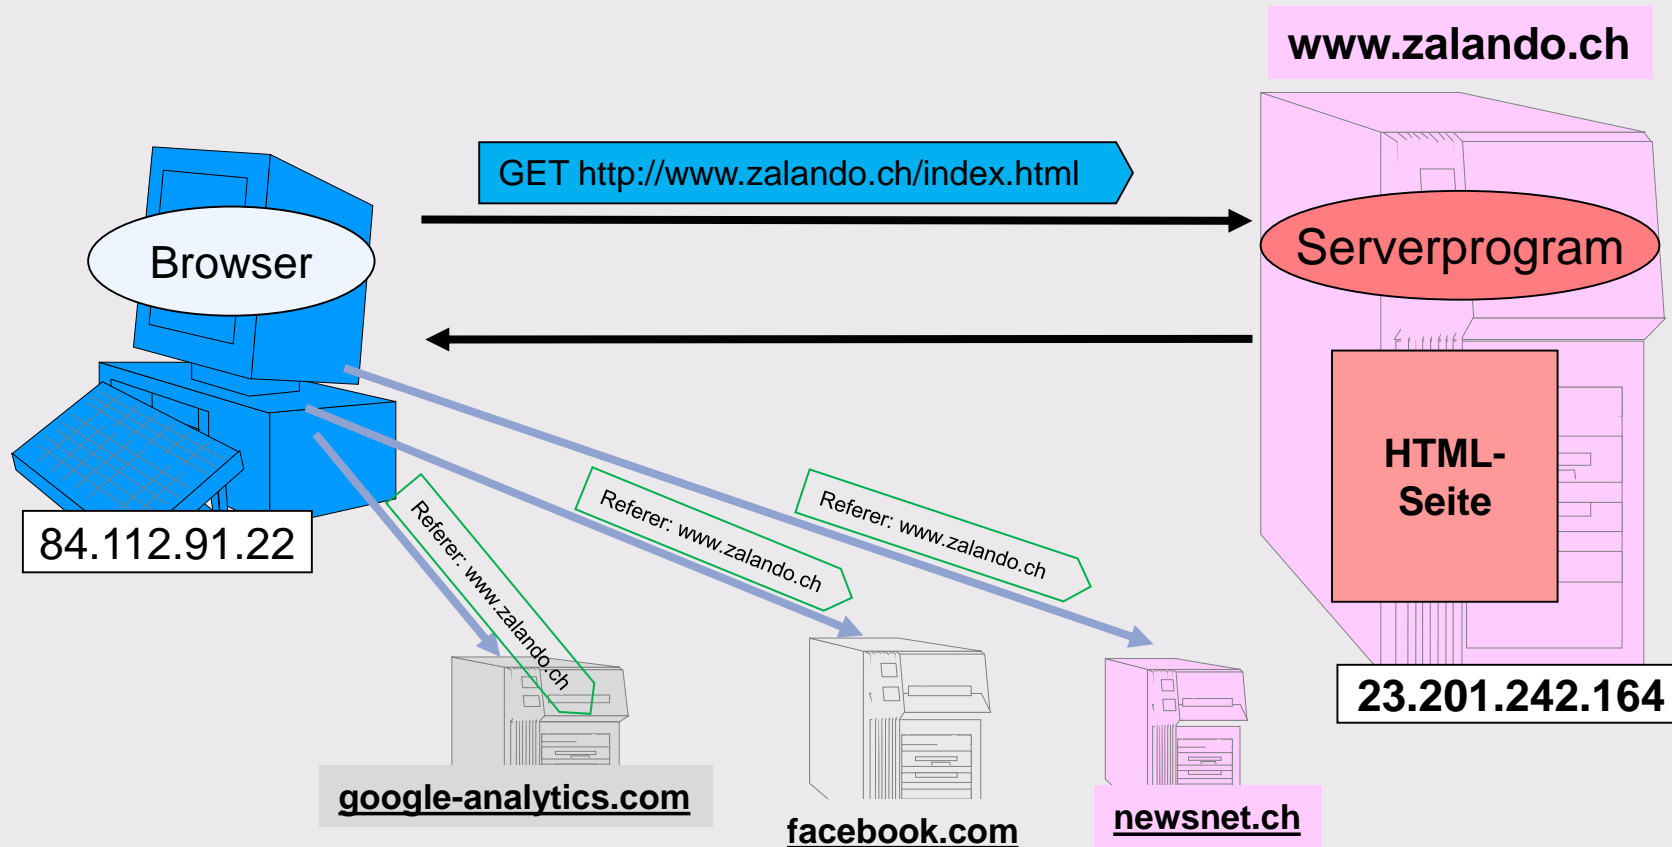 www.zalando.ch
GET http://www.zalando.ch/index.html
Browser
Serverprogram
HTML-
Seite
84.112.91.22
Referer: www.zalando.ch
Referer: www.zalando.ch
Referer: www.zalando.ch
23.201.242.164
google-analytics.com
facebook.com
newsnet.ch